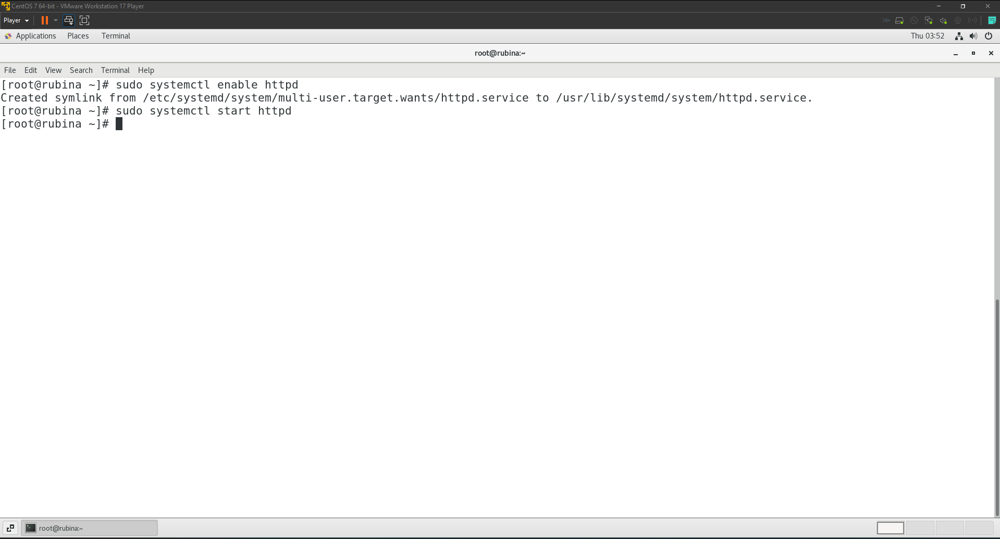 CentOS 7 64-bit - VMware Workstation 17 Player
Player
Applications Places Terminal Thu 03:52
root@rubina:~
File Edit View Search Terminal Help
[root@rubina ~]# sudo systemctl enable httpd
Created symlink from /etc/systemd/system/multi-user.target.wants/httpd.service to /usr/lib/systemd/system/httpd.service.
[root@rubina ~]# sudo systemctl start httpd
[root@rubina ~]#
root@rubina:~